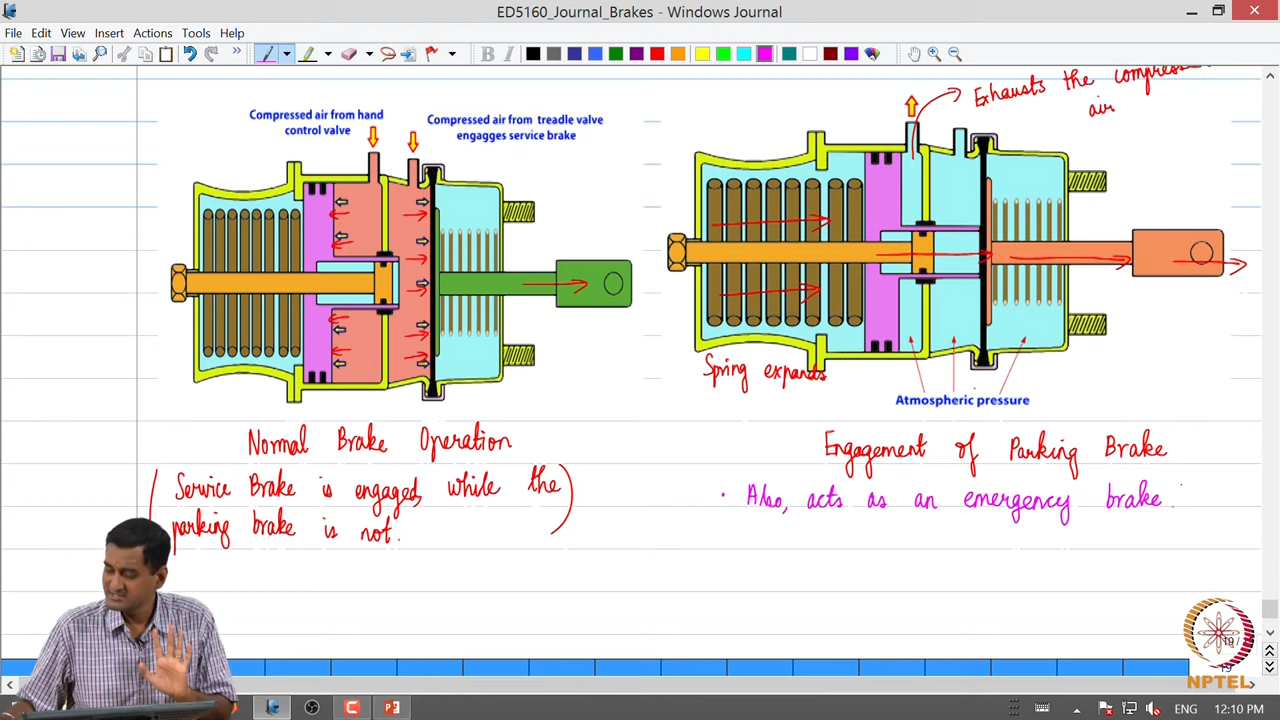 ED5160_Journal_Brakes - Windows Journal
File Edit View Insert Actions Tools Help
B I
Exhausts the
air
Compressed air from hand
control valve
Compressed air from treadle valve
engagges service brake
Spring expands
Atmospheric pressure
Normal Brake Operation
(Service Brake is engaged, while the
parking brake is not.)
Engagement of Parking Brake
• Also, acts as an emergency brake.
19
NPTEL
ENG 12:10 PM